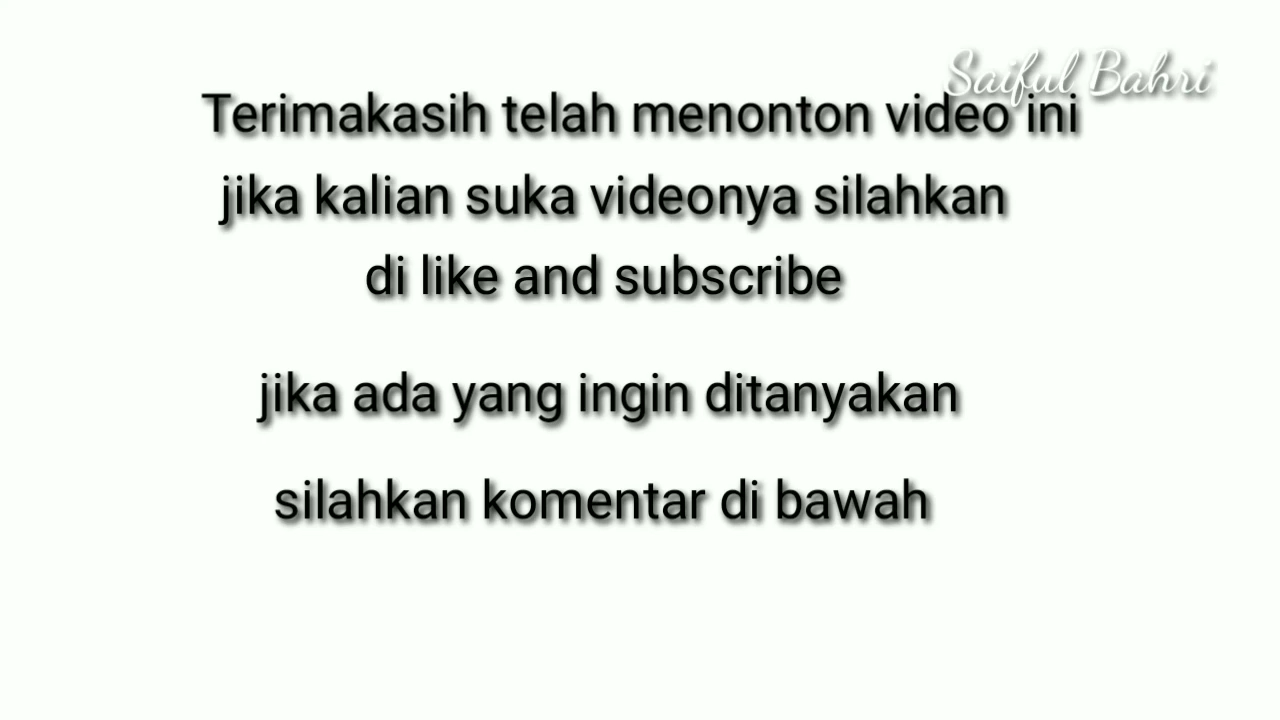 Saiful Bahri
Terimakasih telah menonton video ini
jika kalian suka videonya silahkan
di like and subscribe
jika ada yang ingin ditanyakan
silahkan komentar di bawah